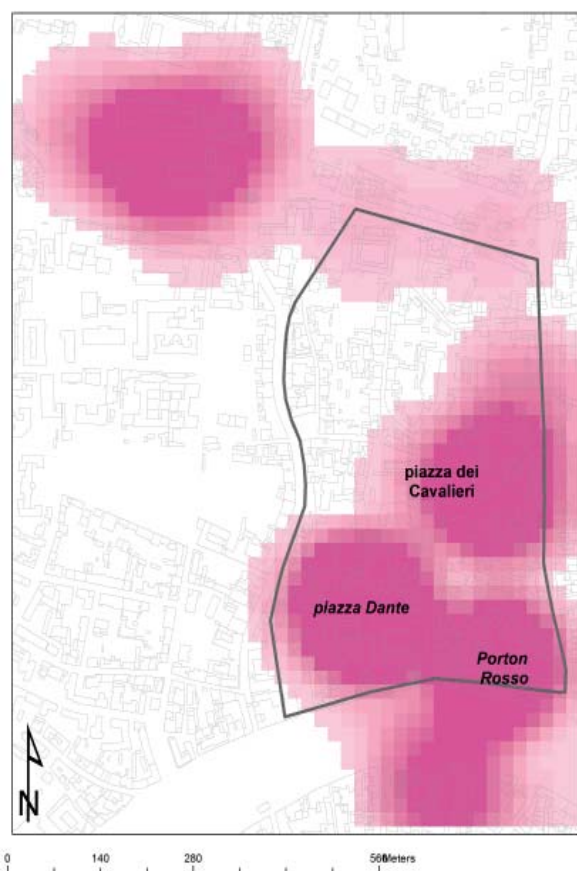 piazza dei
Cavalieri
piazza Dante
Porton
Rosso
N
0 140 280 560 Meters